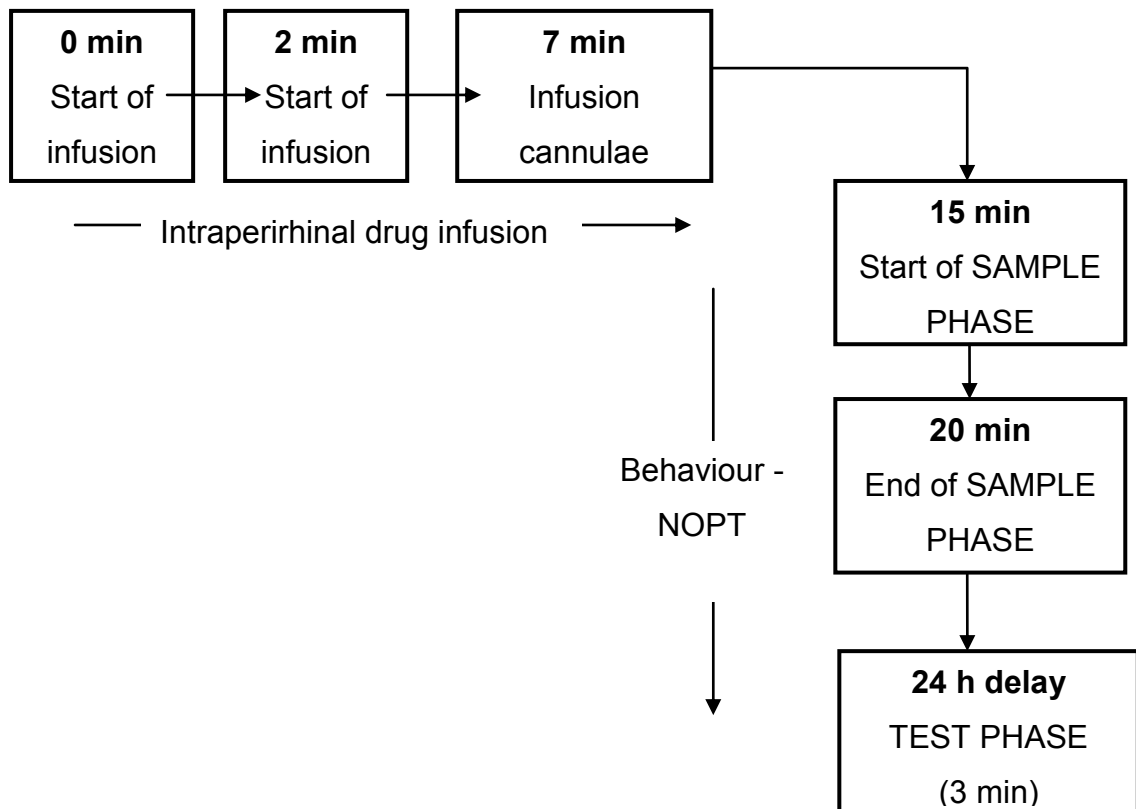 0 min
Start of
infusion
2 min
Start of
infusion
7 min
Infusion
cannulae
Intraperirhinal drug infusion
15 min
Start of SAMPLE
PHASE
Behaviour -
NOPT
20 min
End of SAMPLE
PHASE
24 h delay
TEST PHASE
(3 min)